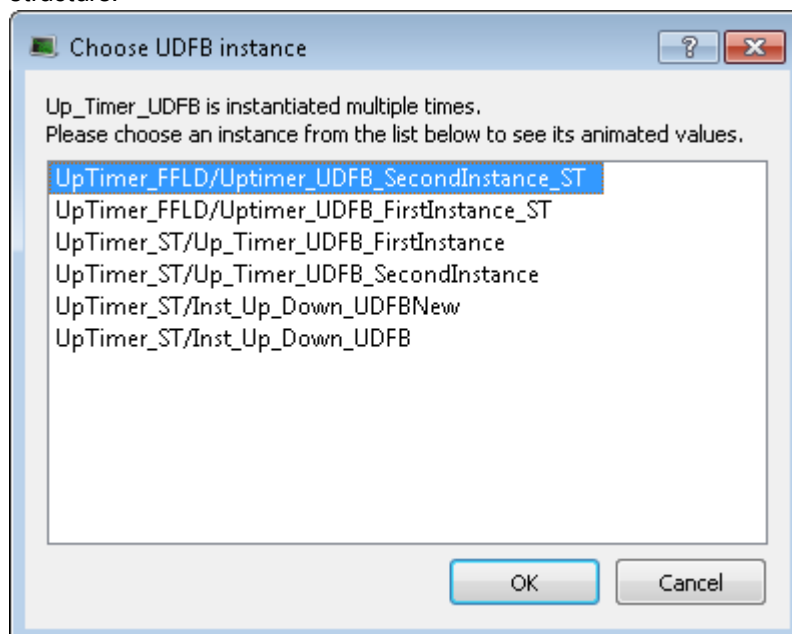 structure.
Choose UDFB instance
Up_Timer_UDFB is instantiated multiple times.
Please choose an instance from the list below to see its animated values.
UpTimer_FFLD/Uptimer_UDFB_SecondInstance_ST
UpTimer_FFLD/Uptimer_UDFB_FirstInstance_ST
UpTimer_ST/Up_Timer_UDFB_FirstInstance
UpTimer_ST/Up_Timer_UDFB_SecondInstance
UpTimer_ST/Inst_Up_Down_UDFBNew
UpTimer_ST/Inst_Up_Down_UDFB
OK Cancel